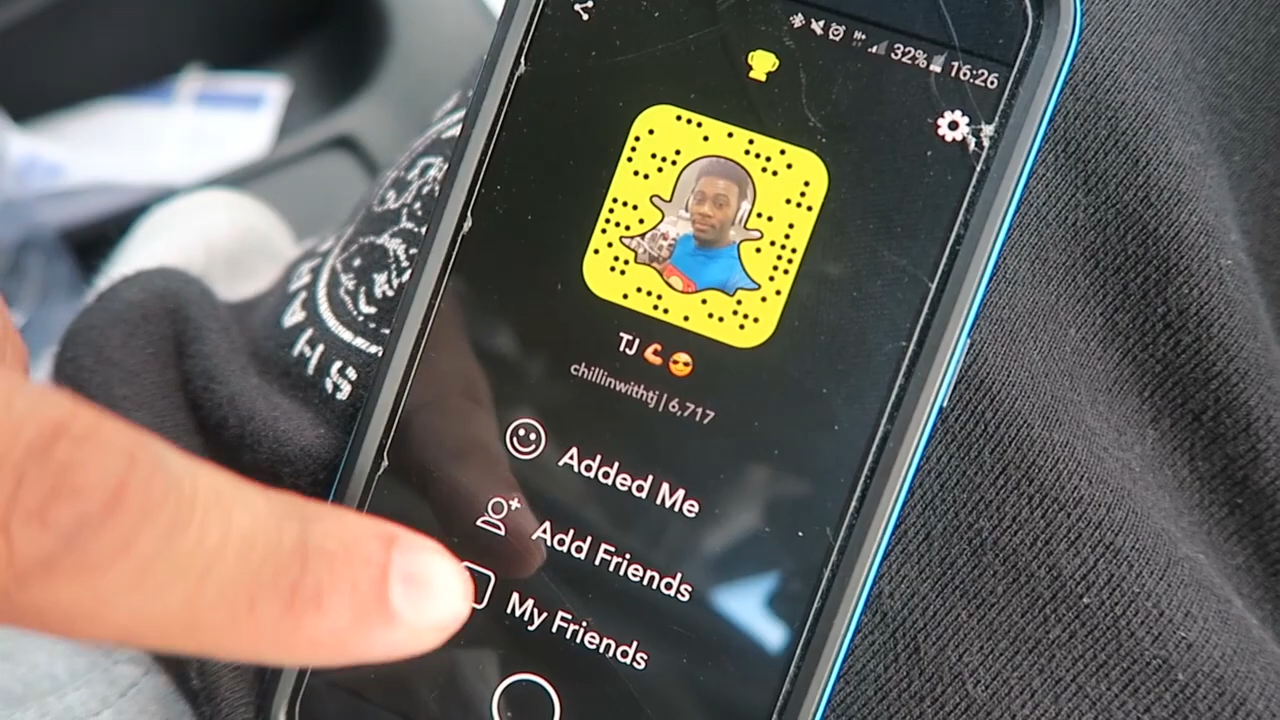 32% 16:26
TJ 💪😎
chillinwithtj | 6,717
Added Me
Add Friends
My Friends